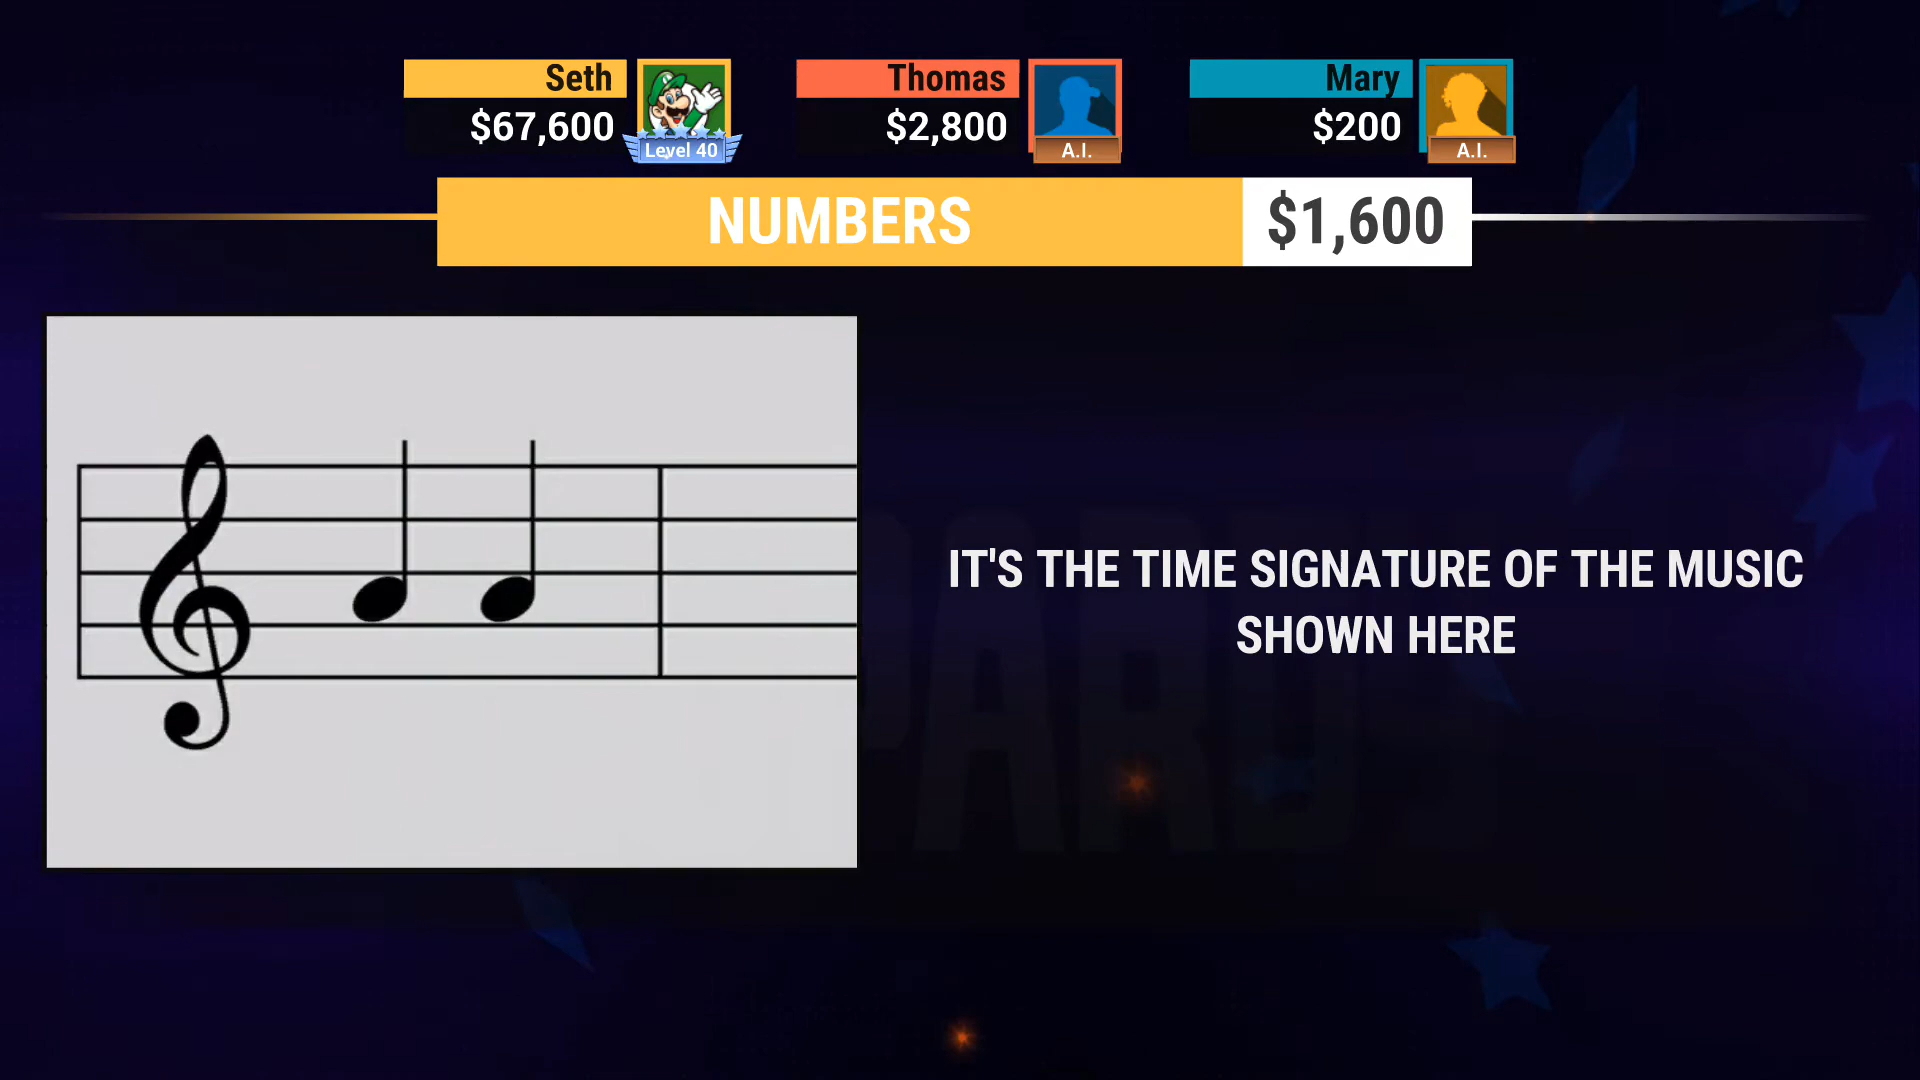 Seth
$67,600
Level 40
Thomas
$2,800
A.I.
Mary
$200
A.I.
NUMBERS
$1,600
IT'S THE TIME SIGNATURE OF THE MUSIC
SHOWN HERE